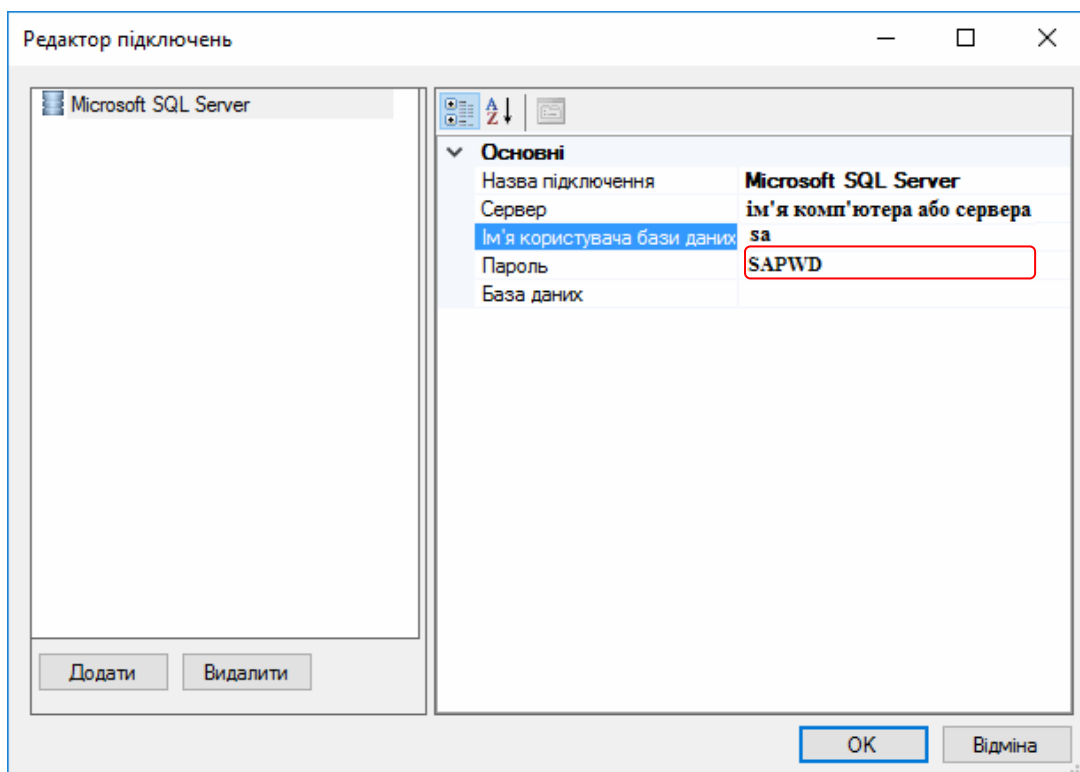 Редактор підключень
Microsoft SQL Server
Основні
Назва підключення Microsoft SQL Server
Сервер ім'я комп'ютера або сервера
Ім'я користувача бази даних sa
Пароль SAPWD
База даних
Додати Видалити
OK Відміна